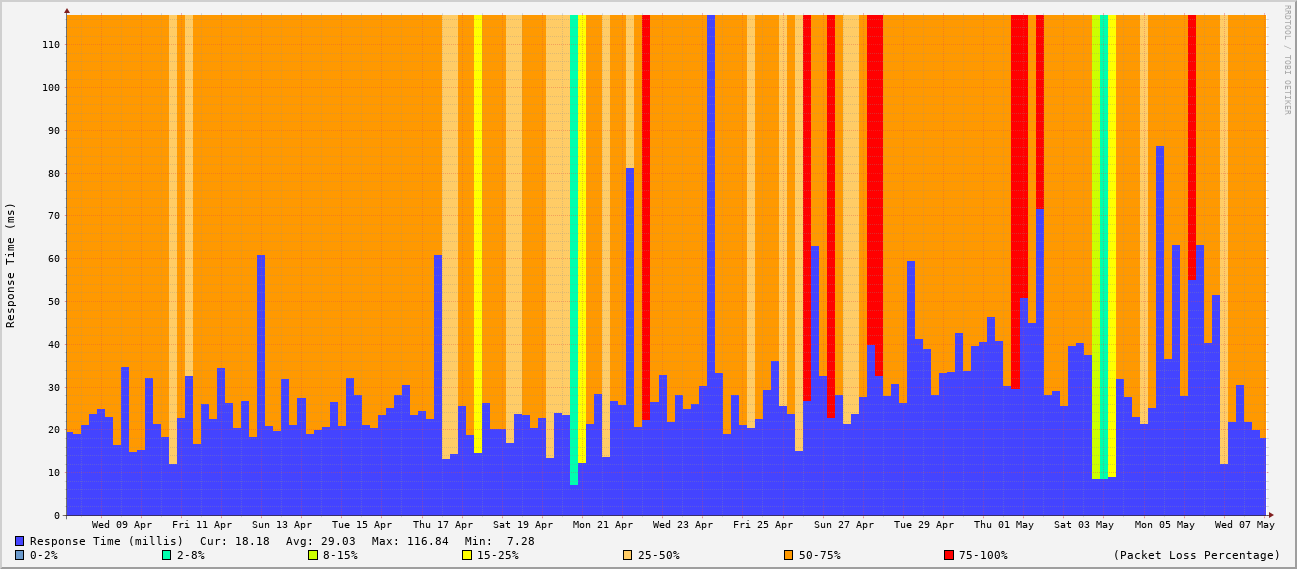 RRDTOOL / TOBI OETIKER
Response Time (ms)
110
100
90
80
70
60
50
40
30
20
10
0
Wed 09 Apr Fri 11 Apr Sun 13 Apr Tue 15 Apr Thu 17 Apr Sat 19 Apr Mon 21 Apr Wed 23 Apr Fri 25 Apr Sun 27 Apr Tue 29 Apr Thu 01 May Sat 03 May Mon 05 May Wed 07 May
Response Time (millis) Cur: 18.18 Avg: 29.03 Max: 116.84 Min: 7.28
0-2% 2-8% 8-15% 15-25% 25-50% 50-75% 75-100% (Packet Loss Percentage)